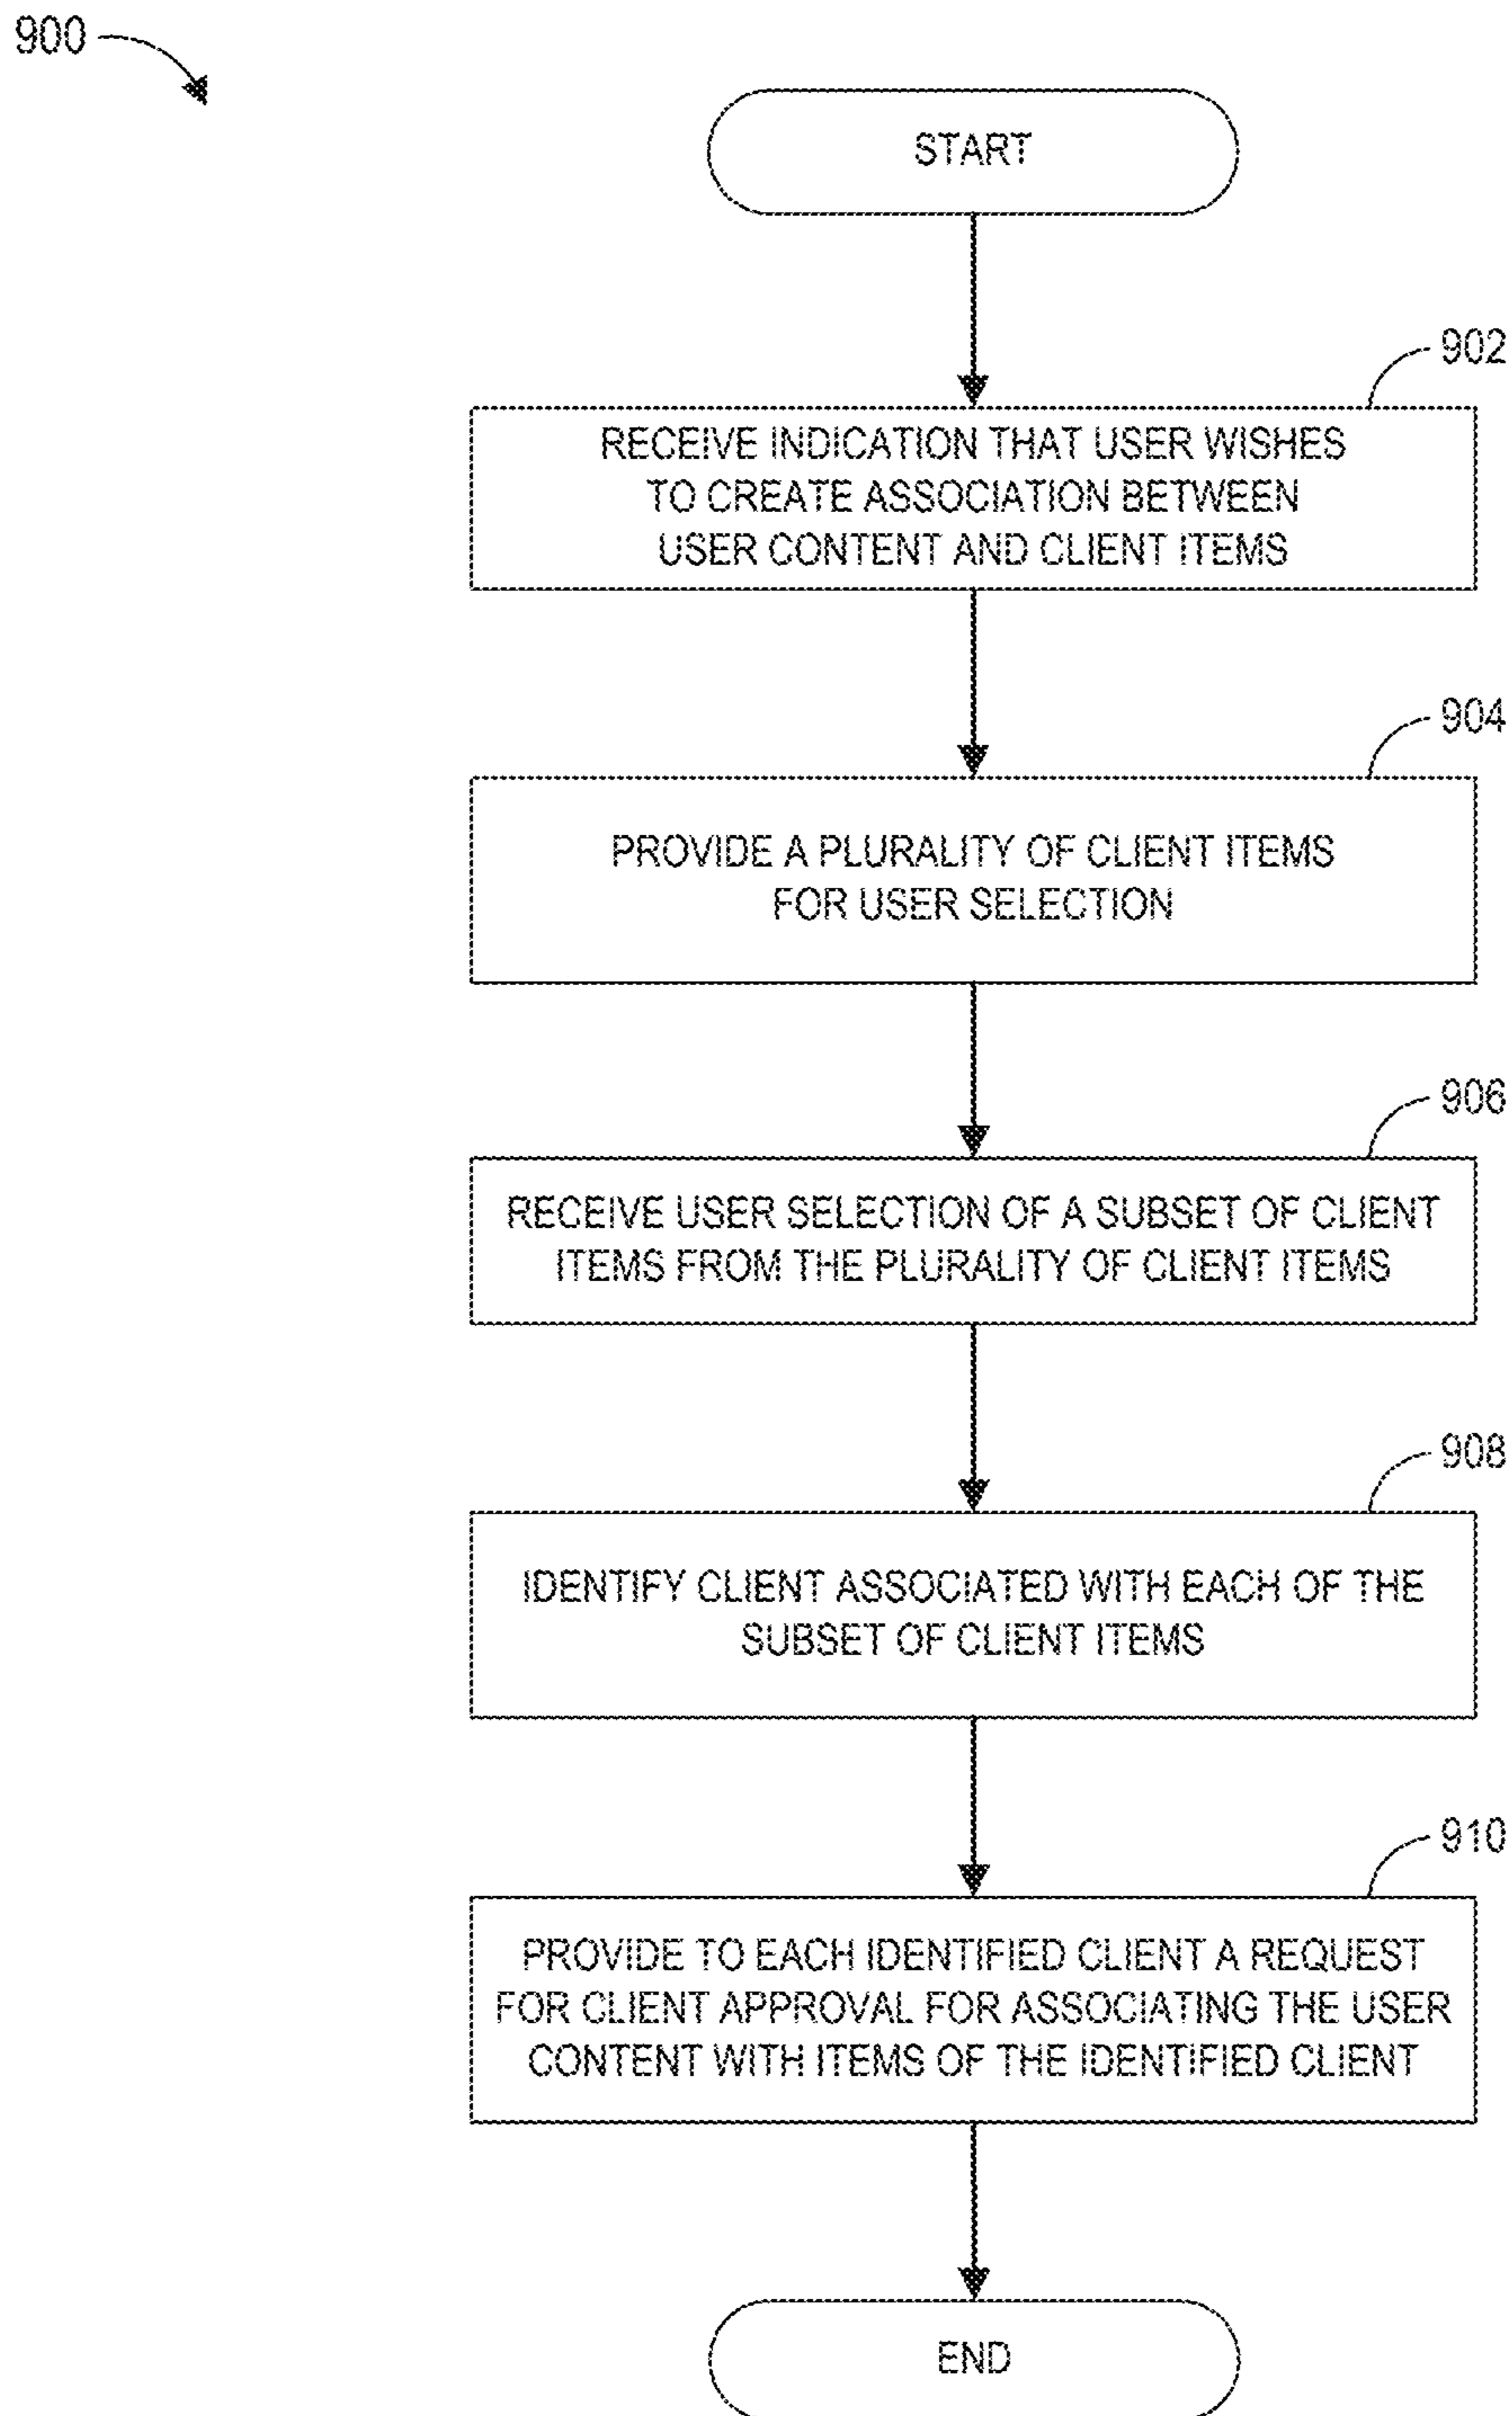 900
START
902
RECEIVE INDICATION THAT USER WISHES
TO CREATE ASSOCIATION BETWEEN
USER CONTENT AND CLIENT ITEMS
904
PROVIDE A PLURALITY OF CLIENT ITEMS
FOR USER SELECTION
906
RECEIVE USER SELECTION OF A SUBSET OF CLIENT
ITEMS FROM THE PLURALITY OF CLIENT ITEMS
908
IDENTIFY CLIENT ASSOCIATED WITH EACH OF THE
SUBSET OF CLIENT ITEMS
910
PROVIDE TO EACH IDENTIFIED CLIENT A REQUEST
FOR CLIENT APPROVAL FOR ASSOCIATING THE USER
CONTENT WITH ITEMS OF THE IDENTIFIED CLIENT
END